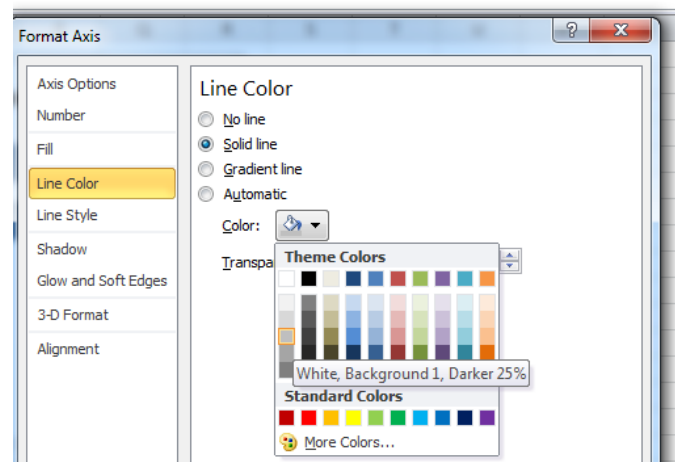 Format Axis
Axis Options
Number
Fill
Line Color
Line Style
Shadow
Glow and Soft Edges
3-D Format
Alignment
Line Color
No line
Solid line
Gradient line
Automatic
Color:
Transpa
Theme Colors
White, Background 1, Darker 25%
Standard Colors
More Colors...